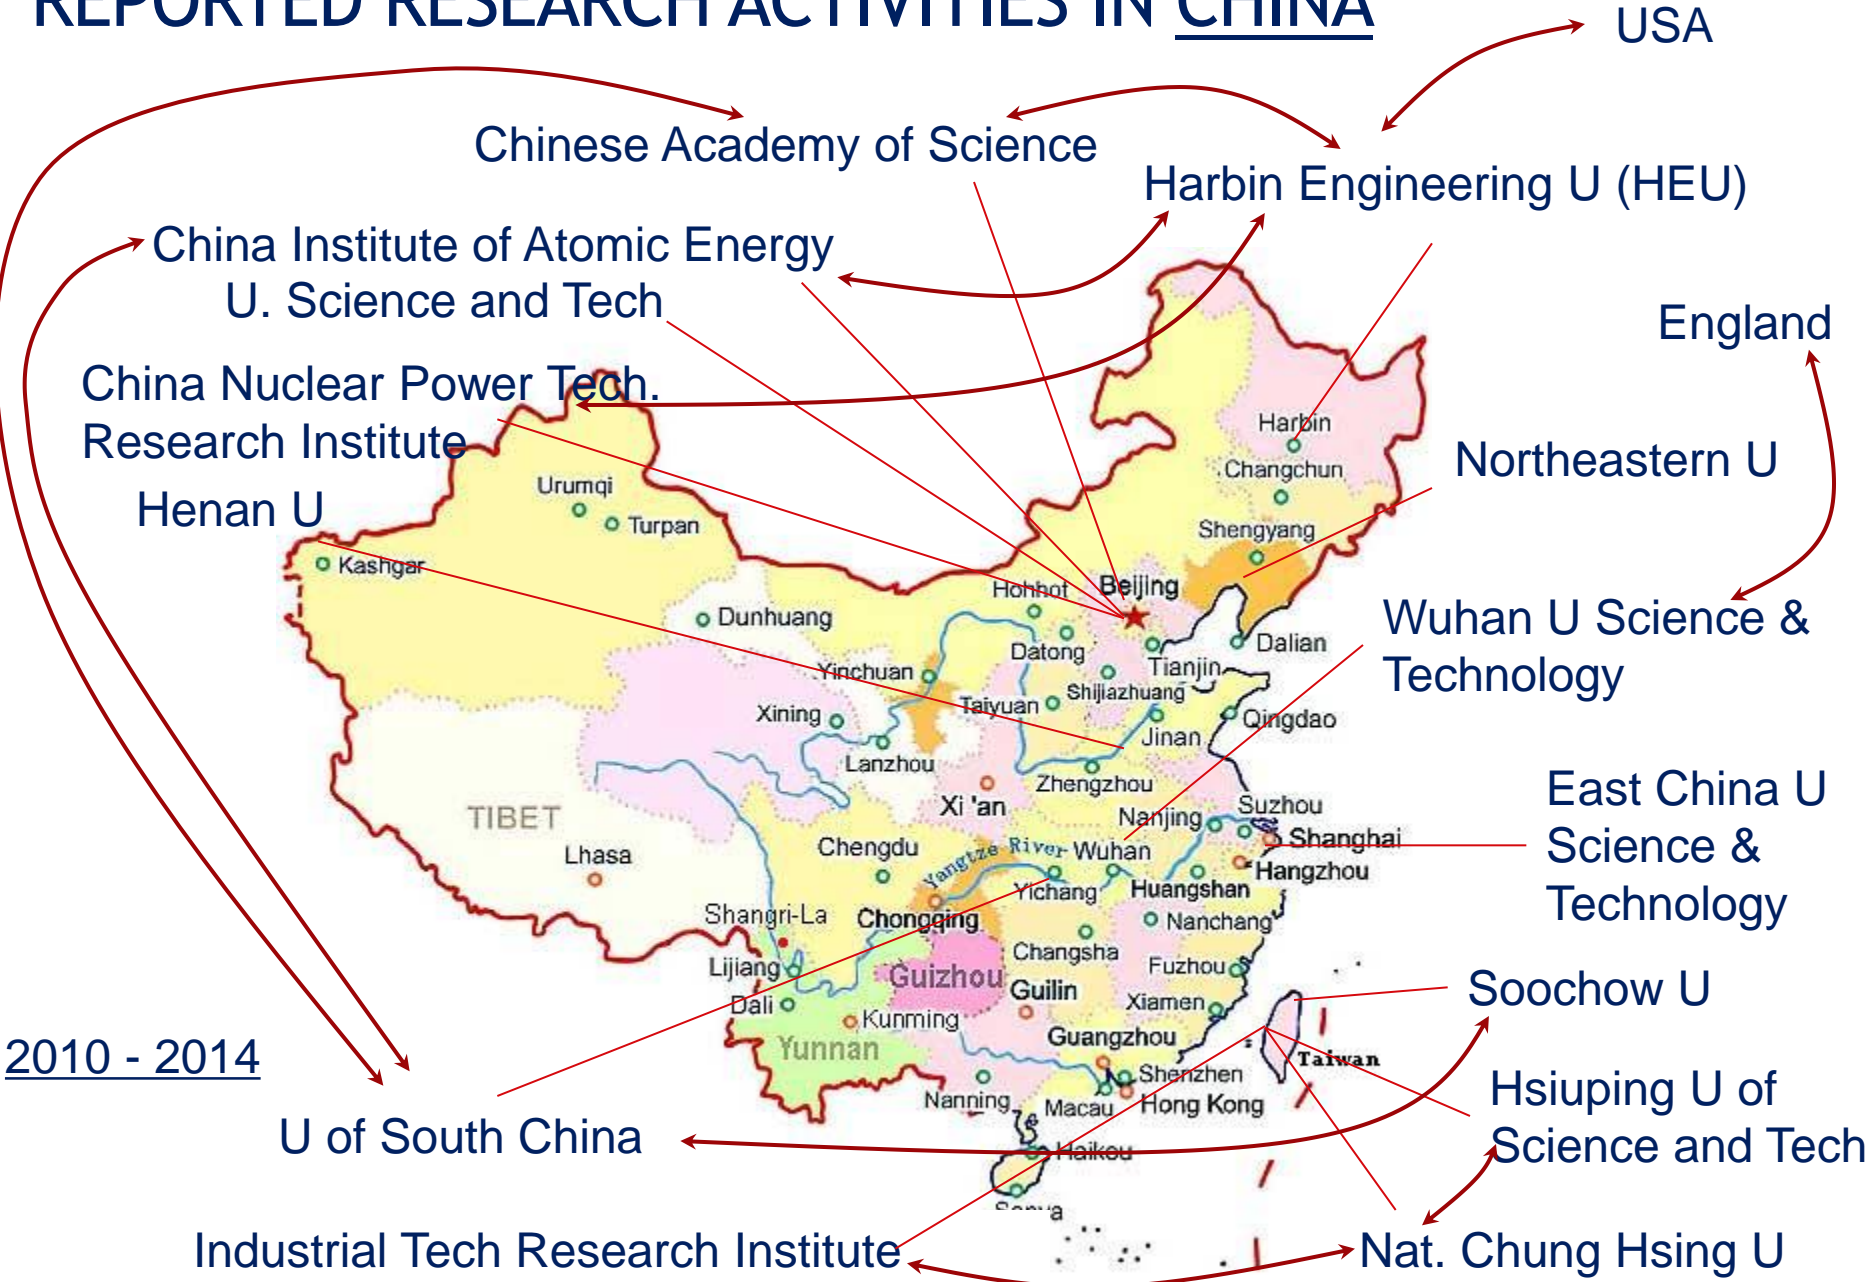 REPORTED RESEARCH ACTIVITIES IN CHINA
USA
Chinese Academy of Science
Harbin Engineering U (HEU)
China Institute of Atomic Energy
U. Science and Tech
England
China Nuclear Power Tech.
Research Institute
Harbin
Northeastern U
Changchun
Henan U
Urumqi
Turpan
Shengyang
Kashgar
Hohhot
Beijing
Dunhuang
Wuhan U Science &
Technology
Datong
Dalian
Yinchuan
Tianjin
Shijiazhuang
Taiyuan
Xining
Qingdao
Jinan
Lanzhou
Zhengzhou
East China U
Science &
Technology
Xi 'an
Suzhou
TIBET
Nanjing
Shanghai
Chengdu
Yangtze River
Wuhan
Lhasa
Hangzhou
Yichang
Huangshan
Shangri-La
Chongqing
Nanchang
Changsha
Lijiang
Guizhou
Fuzhou
Soochow U
Guilin
Dali
Xiamen
Kunming
Guangzhou
Yunnan
Taiwan
2010 - 2014
Shenzhen
Hsiuping U of
Science and Tech
Nanning
Macau
Hong Kong
U of South China
Haikou
Sanya
Industrial Tech Research Institute
Nat. Chung Hsing U